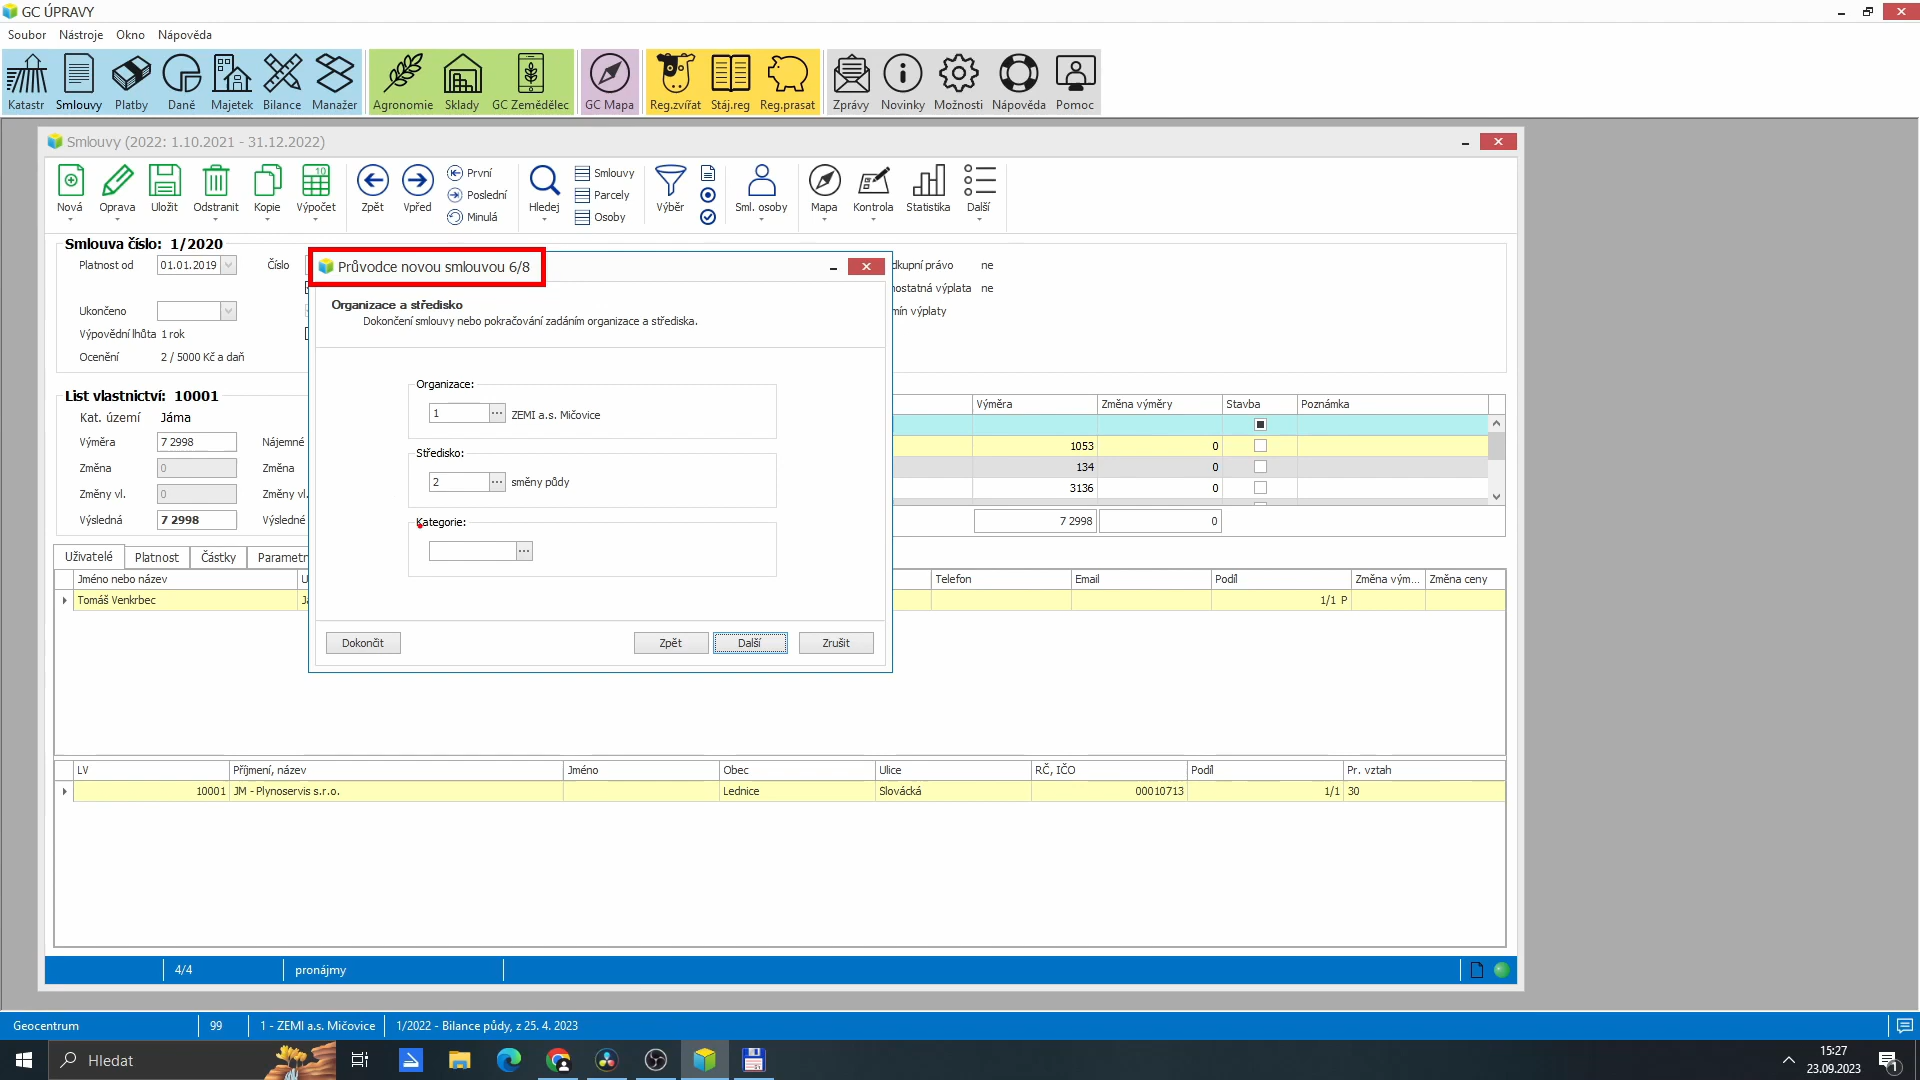 GC ÚPRAVY
Soubor Nástroje Okno Nápověda
Katastr Smlouvy Platby Daně Majetek Bilance Manažer Agronomie Sklady GC Zemědělec GC Mapa Reg.zvířat Stáj.reg Reg.prasat Zprávy Novinky Možnosti Nápověda Pomoc
Smlouvy (2022: 1.10.2021 - 31.12.2022)
Nová Oprava Uložit Odstranit Kopie Výpočet Zpět Vpřed První Poslední Minulá Hledej Smlouvy Parcely Osoby Výběr Sml. osoby Mapa Kontrola Statistika Další
Smlouva číslo: 1/2020
Platnost od 01.01.2019 Číslo
dkupní právo ne
nostatná výplata ne
Ukončeno
mín výplaty
Výpovědní lhůta 1 rok
Ocenění 2 / 5000 Kč a daň
Průvodce novou smlouvou 6/8
Organizace a středisko
Dokončení smlouvy nebo pokračování zadáním organizace a střediska.
Organizace:
1 ... ZEMI a.s. Mičovice
Středisko:
2 ... směny půdy
Kategorie:
...
Dokončit Zpět Další Zrušit
List vlastnictví: 10001
Kat. území Jáma
Výměra 7 2998 Nájemné
Změna 0 Změna
Změny vl. 0 Změny vl.
Výsledná 7 2998 Výsledné
Výměra Změna výměry Stavba Poznámka
1053 0
134 0
3136 0
7 2998 0
Uživatelé Platnost Částky Parametr
Jméno nebo název U Telefon Email Podíl Změna vým... Změna ceny
Tomáš Venkrbec Já 1/1 P
LV Příjmení, název Jméno Obec Ulice RČ, IČO Podíl Pr. vztah
10001 JM - Plynoservis s.r.o. Lednice Slovácká 00010713 1/1 30
4/4 pronájmy
Geocentrum 99 1 - ZEMI a.s. Mičovice 1/2022 - Bilance půdy, z 25. 4. 2023
Hledat
15:27
23.09.2023
1